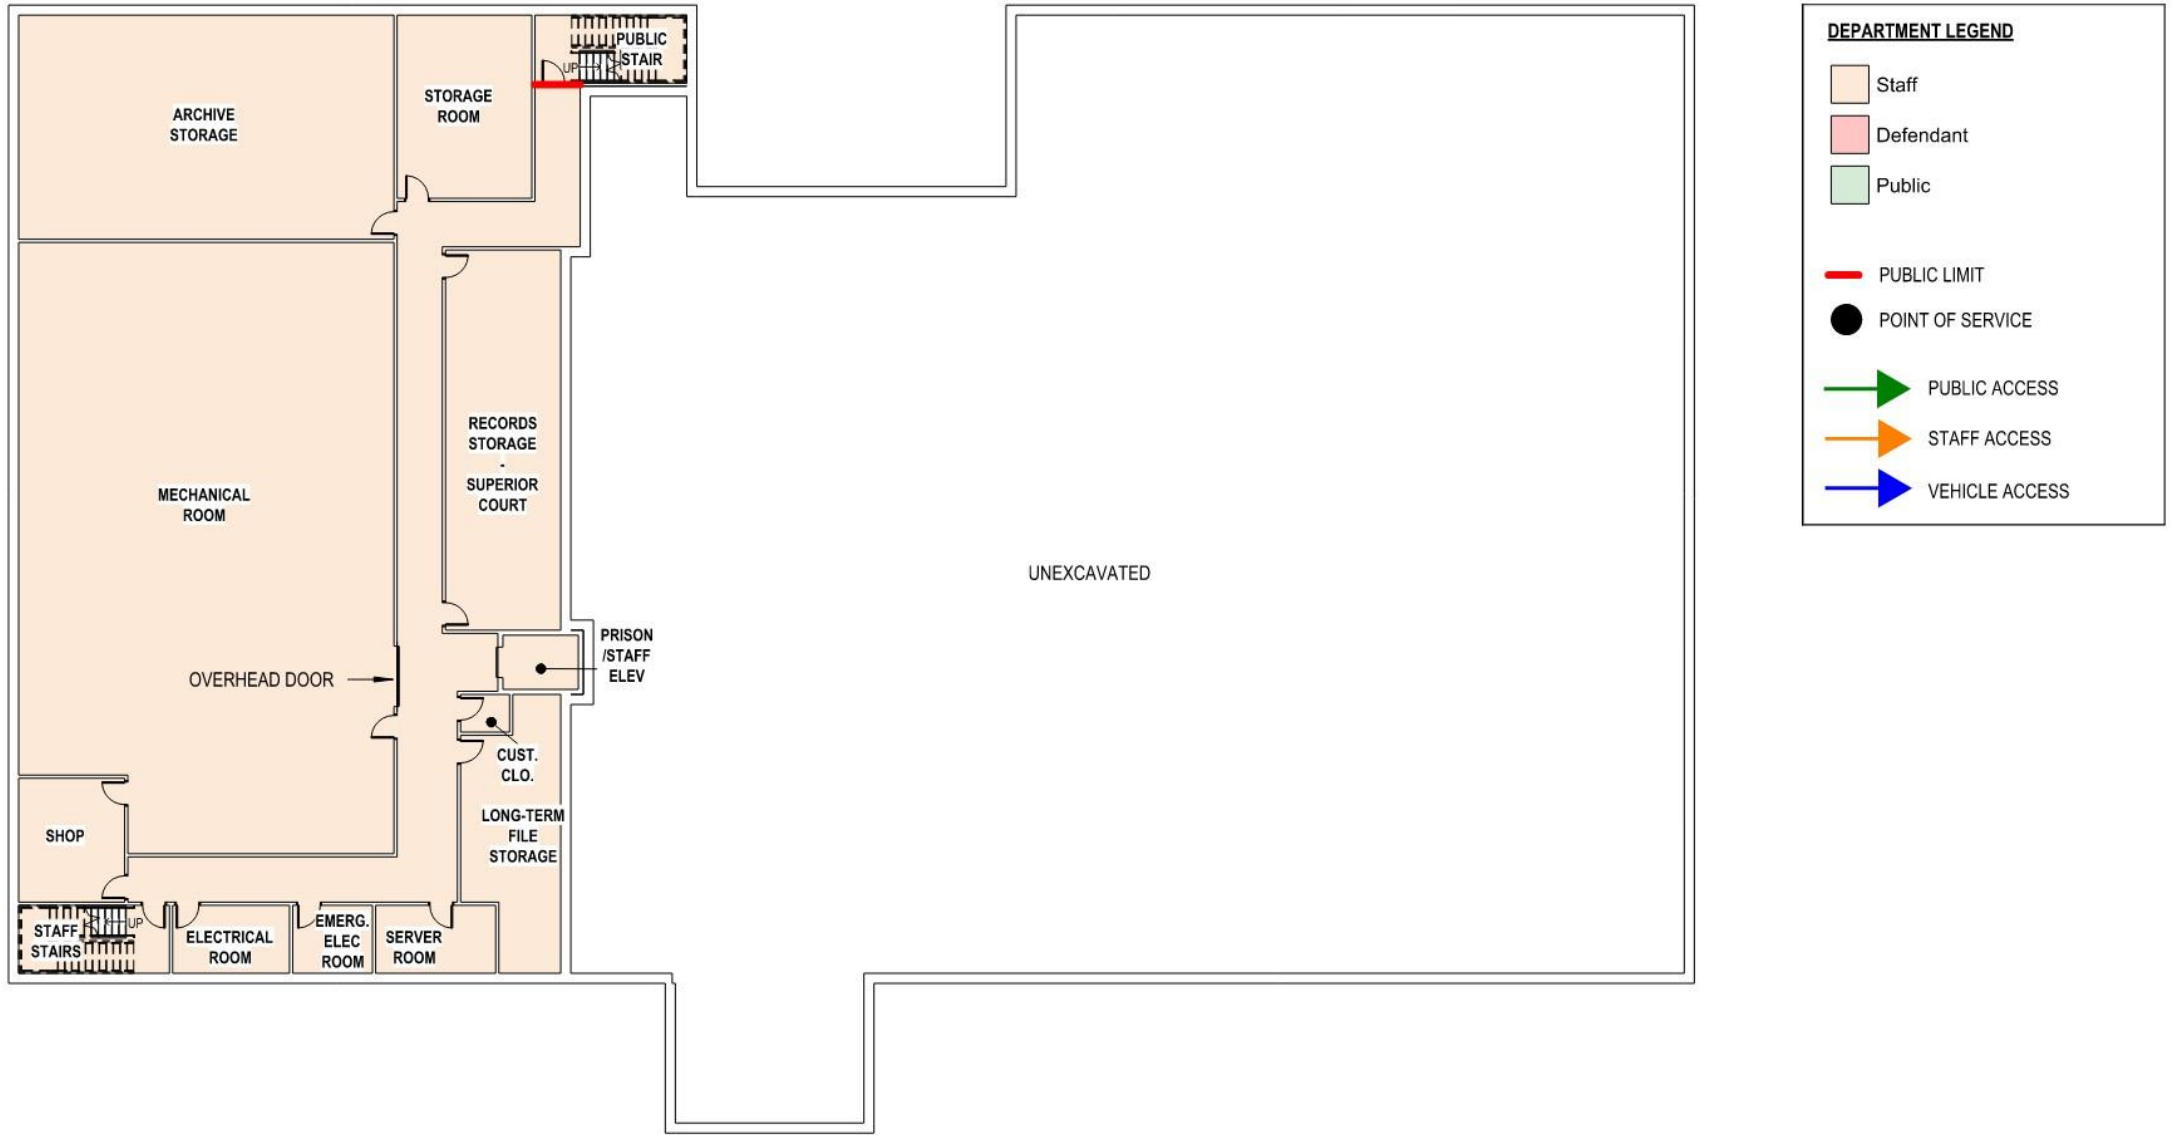 PUBLIC
STAIR
UP
STORAGE
ROOM
ARCHIVE
STORAGE
RECORDS
STORAGE
-
SUPERIOR
COURT
MECHANICAL
ROOM
UNEXCAVATED
PRISON
/STAFF
ELEV
OVERHEAD DOOR
CUST.
CLO.
LONG-TERM
FILE
STORAGE
SHOP
STAFF
STAIRS
UP
ELECTRICAL
ROOM
EMERG.
ELEC
ROOM
SERVER
ROOM
DEPARTMENT LEGEND
Staff
Defendant
Public
PUBLIC LIMIT
POINT OF SERVICE
PUBLIC ACCESS
STAFF ACCESS
VEHICLE ACCESS